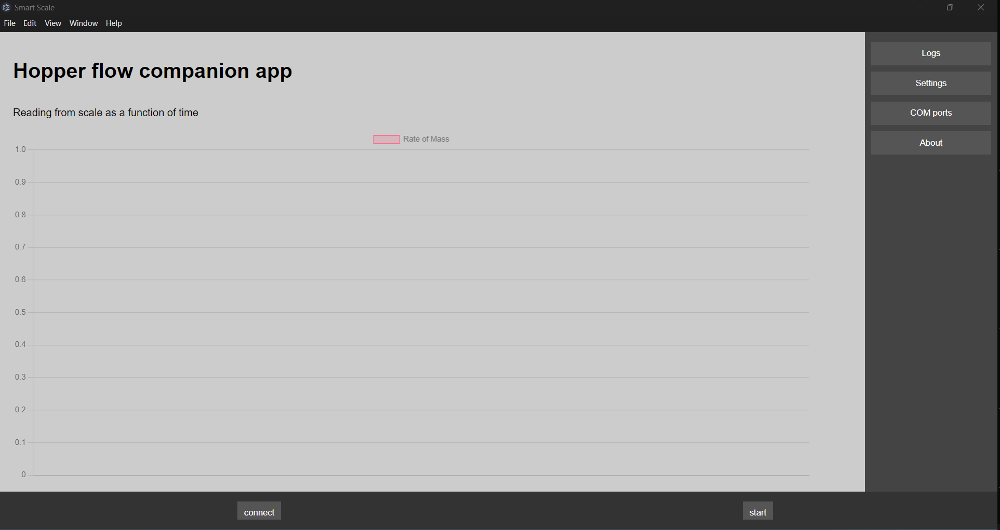 Smart Scale
File Edit View Window Help
Hopper flow companion app
Reading from scale as a function of time
Rate of Mass
1.0
0.9
0.8
0.7
0.6
0.5
0.4
0.3
0.2
0.1
0
Logs
Settings
COM ports
About
connect
start